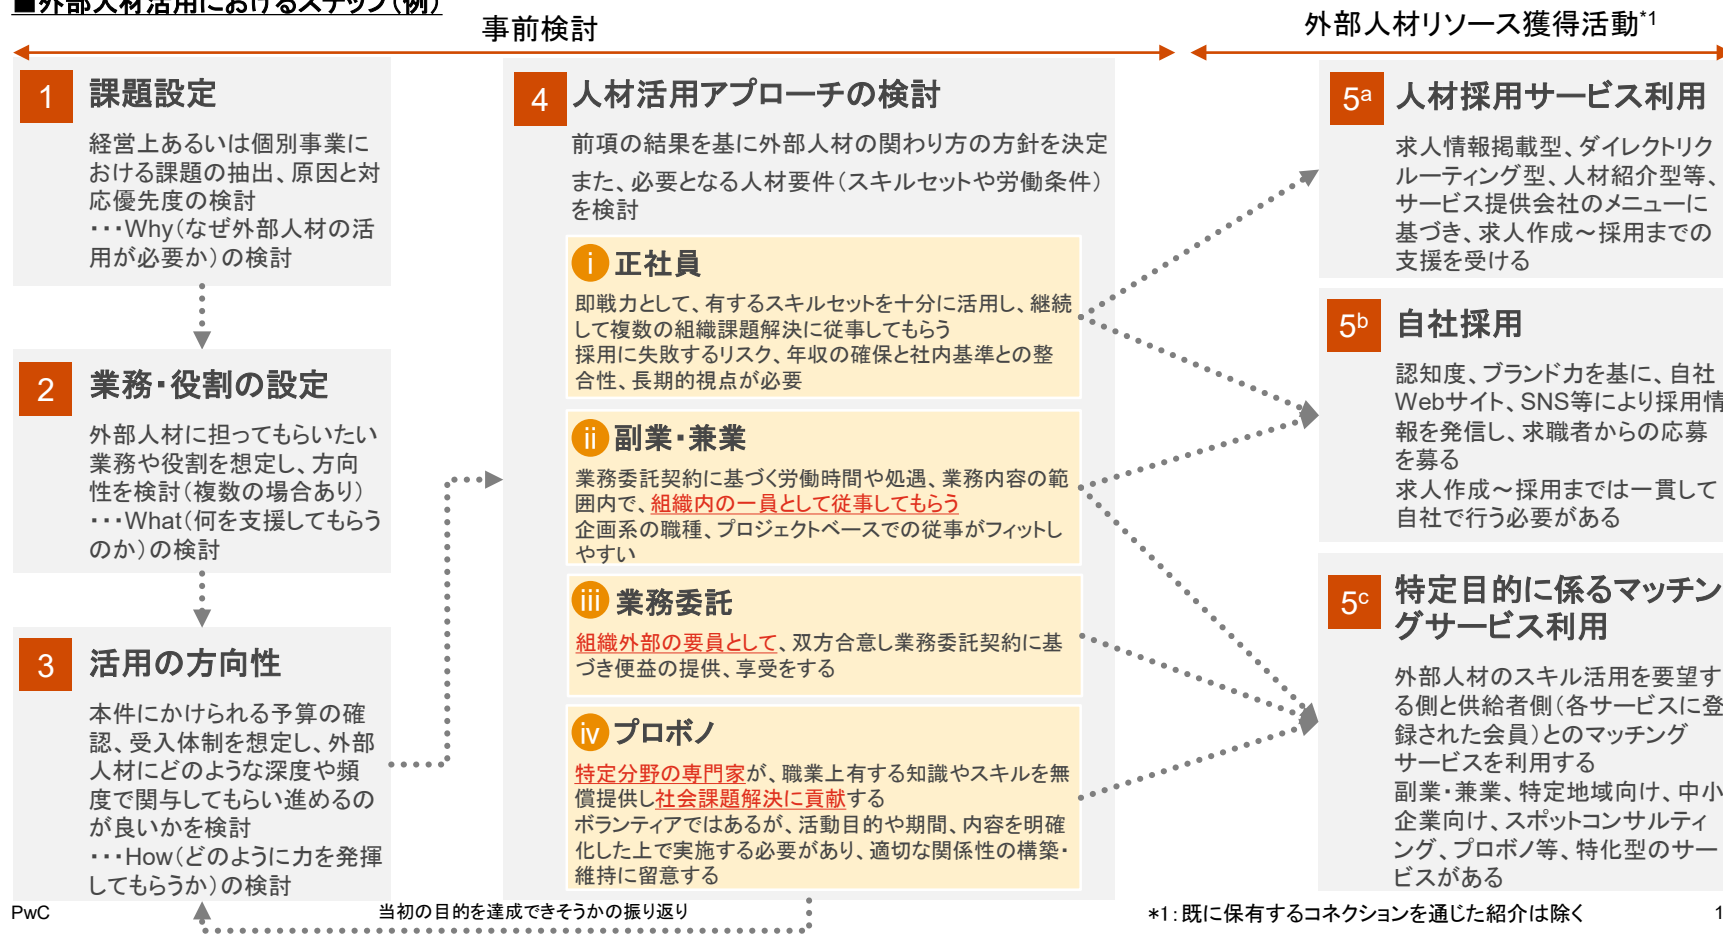 ■外部人材活用におけるステップ（例）
事前検討
外部人材リソース獲得活動*1
1 課題設定
経営上あるいは個別事業に
おける課題の抽出、原因と対
応優先度の検討
・・・Why（なぜ外部人材の活
用が必要か）の検討
2 業務・役割の設定
外部人材に担ってもらいたい
業務や役割を想定し、方向
性を検討（複数の場合あり）
・・・What（何を支援してもらう
のか）の検討
3 活用の方向性
本件にかけられる予算の確
認、受入体制を想定し、外部
人材にどのような深度や頻
度で関与してもらい進めるの
が良いかを検討
・・・How（どのように力を発揮
してもらうか）の検討
4 人材活用アプローチの検討
前項の結果を基に外部人材の関わり方の方針を決定
また、必要となる人材要件（スキルセットや労働条件）
を検討
i 正社員
即戦力として、有するスキルセットを十分に活用し、継続
して複数の組織課題解決に従事してもらう
採用に失敗するリスク、年収の確保と社内基準との整
合性、長期的視点が必要
ii 副業・兼業
業務委託契約に基づく労働時間や処遇、業務内容の範
囲内で、組織内の一員として従事してもらう
企画系の職種、プロジェクトベースでの従事がフィットし
やすい
iii 業務委託
組織外部の要員として、双方合意し業務委託契約に基
づき便益の提供、享受をする
iv プロボノ
特定分野の専門家が、職業上有する知識やスキルを無
償提供し社会課題解決に貢献する
ボランティアではあるが、活動目的や期間、内容を明確
化した上で実施する必要があり、適切な関係性の構築・
維持に留意する
5a 人材採用サービス利用
求人情報掲載型、ダイレクトリク
ルーティング型、人材紹介型等、
サービス提供会社のメニューに
基づき、求人作成～採用までの
支援を受ける
5b 自社採用
認知度、ブランド力を基に、自社
Webサイト、SNS等により採用情
報を発信し、求職者からの応募
を募る
求人作成～採用までは一貫して
自社で行う必要がある
5c 特定目的に係るマッチン
グサービス利用
外部人材のスキル活用を要望す
る側と供給者側（各サービスに登
録された会員）とのマッチング
サービスを利用する
副業・兼業、特定地域向け、中小
企業向け、スポットコンサルティ
ング、プロボノ等、特化型のサー
ビスがある
PwC
当初の目的を達成できそうかの振り返り
*1：既に保有するコネクションを通じた紹介は除く
1